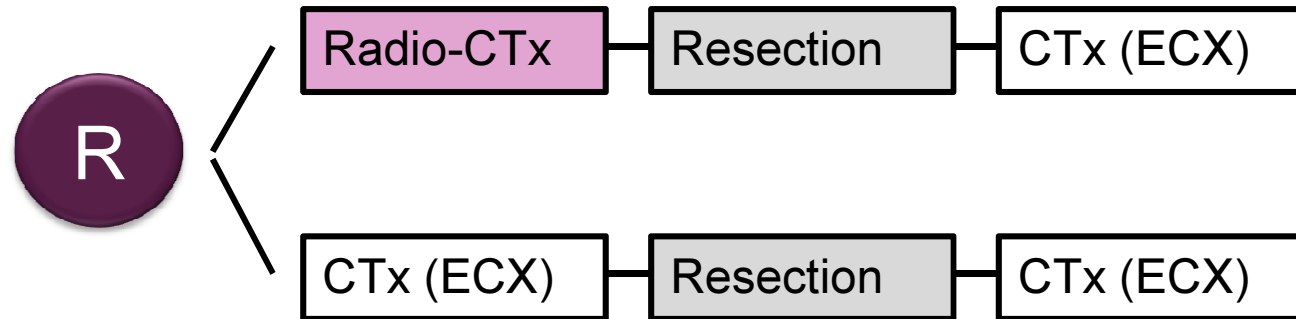 Radio-CTx
Resection
CTx (ECX)
R
CTx (ECX)
Resection
CTx (ECX)